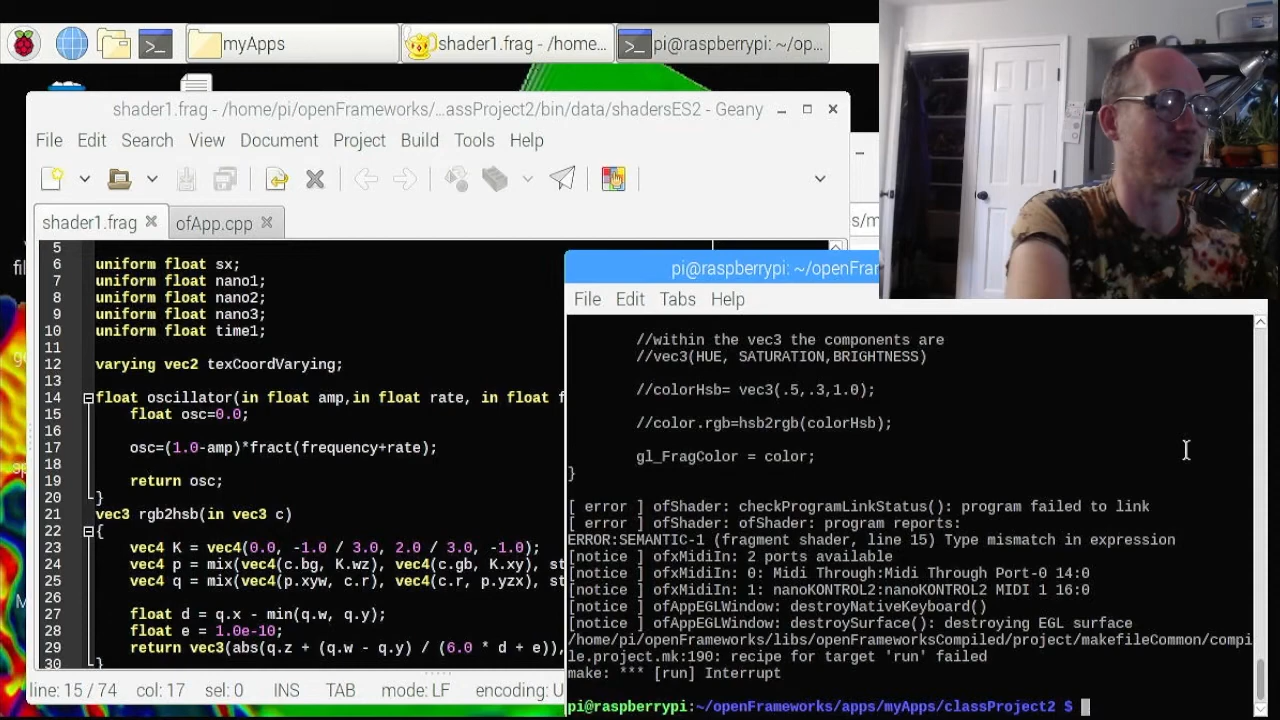 myApps
shader1.frag - /home...
pi@raspberrypi: ~/op...
shader1.frag - /home/pi/openFrameworks/...assProject2/bin/data/shadersES2 - Geany
File Edit Search View Document Project Build Tools Help
shader1.frag
ofApp.cpp
5
6 uniform float sx;
7 uniform float nano1;
8 uniform float nano2;
9 uniform float nano3;
10 uniform float time1;
11
12 varying vec2 texCoordVarying;
13
14 float oscillator(in float amp,in float rate, in float f
15 float osc=0.0;
16
17 osc=(1.0-amp)*fract(frequency+rate);
18
19 return osc;
20 }
21 vec3 rgb2hsb(in vec3 c)
22 {
23 vec4 K = vec4(0.0, -1.0 / 3.0, 2.0 / 3.0, -1.0);
24 vec4 p = mix(vec4(c.bg, K.wz), vec4(c.gb, K.xy), st
25 vec4 q = mix(vec4(p.xyw, c.r), vec4(c.r, p.yzx), s
26
27 float d = q.x - min(q.w, q.y);
28 float e = 1.0e-10;
29 return vec3(abs(q.z + (q.w - q.y) / (6.0 * d + e)),
30 }
line: 15 / 74 col: 17 sel: 0 INS TAB mode: LF encoding: U
s/m
pi@raspberrypi: ~/openFrar
File Edit Tabs Help
//within the vec3 the components are
//vec3(HUE, SATURATION,BRIGHTNESS)
//colorHsb= vec3(.5,.3,1.0);
//color.rgb=hsb2rgb(colorHsb);
gl_FragColor = color;
}
[ error ] ofShader: checkProgramLinkStatus(): program failed to link
[ error ] ofShader: ofShader: program reports:
ERROR:SEMANTIC-1 (fragment shader, line 15) Type mismatch in expression
[notice ] ofxMidiIn: 2 ports available
[notice ] ofxMidiIn: 0: Midi Through:Midi Through Port-0 14:0
[notice ] ofxMidiIn: 1: nanoKONTROL2:nanoKONTROL2 MIDI 1 16:0
[notice ] ofAppEGLWindow: destroyNativeKeyboard()
[notice ] ofAppEGLWindow: destroySurface(): destroying EGL surface
/home/pi/openFrameworks/libs/openFrameworksCompiled/project/makefileCommon/compi
le.project.mk:190: recipe for target 'run' failed
make: *** [run] Interrupt
pi@raspberrypi:~/openFrameworks/apps/myApps/classProject2 $